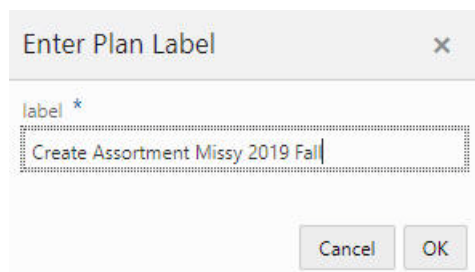 Enter Plan Label ×
label *
Create Assortment Missy 2019 Fall
Cancel OK